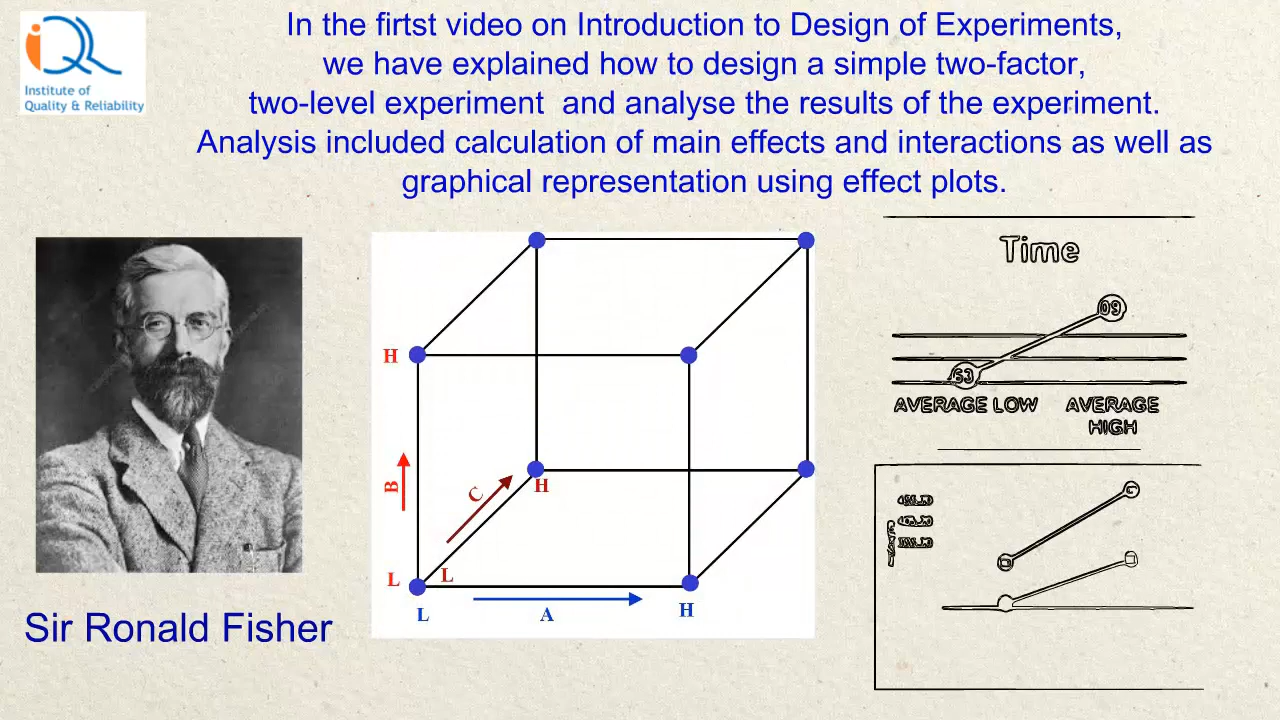 In the firtst video on Introduction to Design of Experiments,
we have explained how to design a simple two-factor,
two-level experiment and analyse the results of the experiment.
Analysis included calculation of main effects and interactions as well as
graphical representation using effect plots.
iQR
Institute of
Quality & Reliability
Sir Ronald Fisher
H
B
L
L
C
H
L
A
H
Time
53
AVERAGE LOW
AVERAGE
HIGH